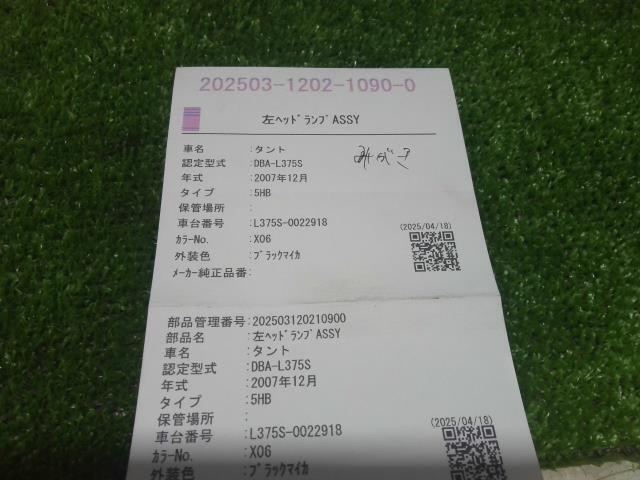 202503-1202-1090-0
左ﾍｯﾄﾞﾗﾝﾌﾟASSY
車名 :タント
みがき
認定型式 :DBA-L375S
年式 :2007年12月
タイプ :5HB
保管場所 :
車台番号 :L375S-0022918
(2025/04/18)
ｶﾗｰNo. :X06
外装色 :ﾌﾞﾗｯｸﾏｲｶ
メーカー純正品番:
部品管理番号:202503120210900
部品名 :左ﾍｯﾄﾞﾗﾝﾌﾟASSY
車名 :タント
認定型式 :DBA-L375S
年式 :2007年12月
タイプ :5HB
保管場所 :
車台番号 :L375S-0022918
(2025/04/18)
ｶﾗｰNo. :X06
外装色 :ﾌﾞﾗｯｸﾏｲｶ